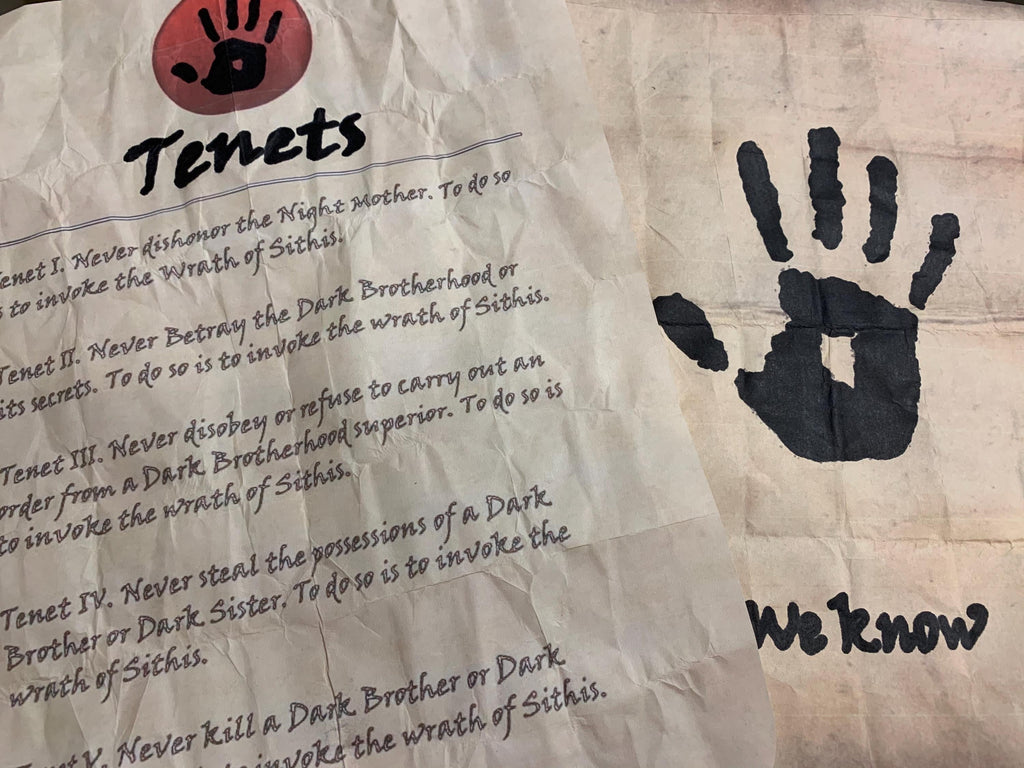 Tenets
Tenet I. Never dishonor the Night Mother. To do so
is to invoke the Wrath of Sithis.
Tenet II. Never Betray the Dark Brotherhood or
its secrets. To do so is to invoke the wrath of Sithis.
Tenet III. Never disobey or refuse to carry out an
order from a Dark Brotherhood superior. To do so is
to invoke the wrath of Sithis.
Tenet IV. Never steal the possessions of a Dark
Brother or Dark Sister. To do so is to invoke the
wrath of Sithis.
Tenet V. Never kill a Dark Brother or Dark
to invoke the wrath of Sithis.
We know